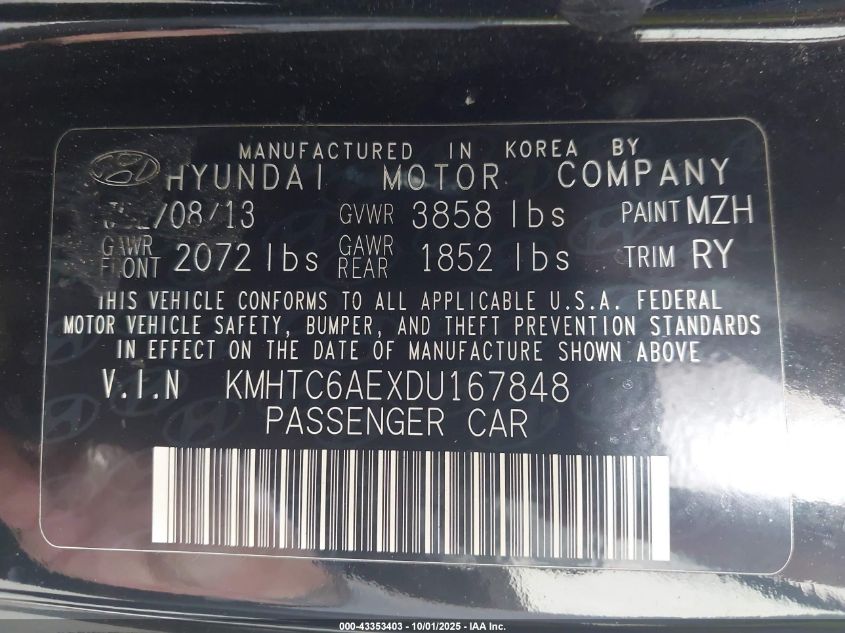 MANUFACTURED IN KOREA BY
HYUNDAI MOTOR COMPANY
/08/13 GVWR 3858 lbs PAINT MZH
GAWR FRONT 2072 lbs GAWR REAR 1852 lbs TRIM RY
THIS VEHICLE CONFORMS TO ALL APPLICABLE U.S.A. FEDERAL
MOTOR VEHICLE SAFETY, BUMPER, AND THEFT PREVENTION STANDARDS
IN EFFECT ON THE DATE OF MANUFACTURE SHOWN ABOVE
V.I.N KMHTC6AEXDU167848
PASSENGER CAR
000-43353403 - 10/01/2025 - IAA Inc.